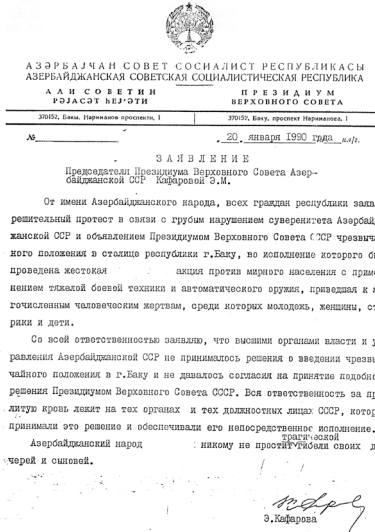 АЗӘРБАЈҸАН СОВЕТ СОСИАЛИСТ РЕСПУБЛИКАСЫ
АЗЕРБАЙДЖАНСКАЯ СОВЕТСКАЯ СОЦИАЛИСТИЧЕСКАЯ РЕСПУБЛИКА
АЛИ СОВЕТИН
РӘЈАСӘТ ҺЕЈ'ӘТИ
ПРЕЗИДИУМ
ВЕРХОВНОГО СОВЕТА
370152, Бакы, Нариманов проспекти, 1
370152, Баку, проспект Нариманова, 1
№
20 января 1990 года
ЗАЯВЛЕНИЕ
Председателя Президиума Верховного Совета Азер-
байджанской ССР Кафаровой Э.М.
От имени Азербайджанского народа, всех граждан республики заяв
решительный протест в связи с грубым нарушением суверенитета Азербайд
жанской ССР и объявлением Президиумом Верховного Совета СССР чрезвыча
ного положения в столице республики г.Баку, во исполнение которого бы
проведена жестокая акция против мирного населения с приме
нением тяжелой боевой техники и автоматического оружия, приведшая к
гочисленным человеческим жертвам, среди которых молодежь, женщины, ст
рики и дети.
Со всей ответственностью заявляю, что высшими органами власти и у
равления Азербайджанской ССР не принималось решения о введении чрезвы
чайного положения в г.Баку и не давалось согласия на принятие подобно
решения Президиумом Верховного Совета СССР. Вся ответственность за пр
литую кровь лежит на тех органах и тех должностных лицах СССР, котор
принимали это решение и обеспечивали его непосредственное исполнение.
трагической
Азербайджанский народ никому не простит гибели своих д
черей и сыновей.
Э.Кафарова